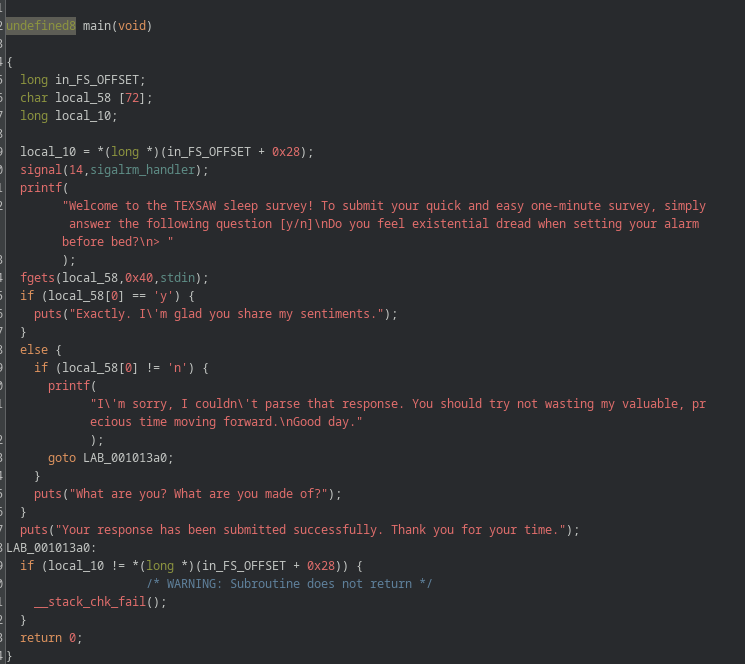 1
2 undefined8 main(void)
3
4 {
5 long in_FS_OFFSET;
6 char local_58 [72];
7 long local_10;
8
9 local_10 = *(long *)(in_FS_OFFSET + 0x28);
0 signal(14,sigalrm_handler);
1 printf(
2 "Welcome to the TEXSAW sleep survey! To submit your quick and easy one-minute survey, simply
answer the following question [y/n]\nDo you feel existential dread when setting your alarm
before bed?\n> "
3 );
4 fgets(local_58,0x40,stdin);
5 if (local_58[0] == 'y') {
6 puts("Exactly. I\'m glad you share my sentiments.");
7 }
8 else {
9 if (local_58[0] != 'n') {
0 printf(
1 "I\'m sorry, I couldn\'t parse that response. You should try not wasting my valuable, pr
ecious time moving forward.\nGood day."
2 );
3 goto LAB_001013a0;
4 }
5 puts("What are you? What are you made of?");
6 }
7 puts("Your response has been submitted successfully. Thank you for your time.");
8 LAB_001013a0:
9 if (local_10 != *(long *)(in_FS_OFFSET + 0x28)) {
0 /* WARNING: Subroutine does not return */
1 __stack_chk_fail();
2 }
3 return 0;
4 }